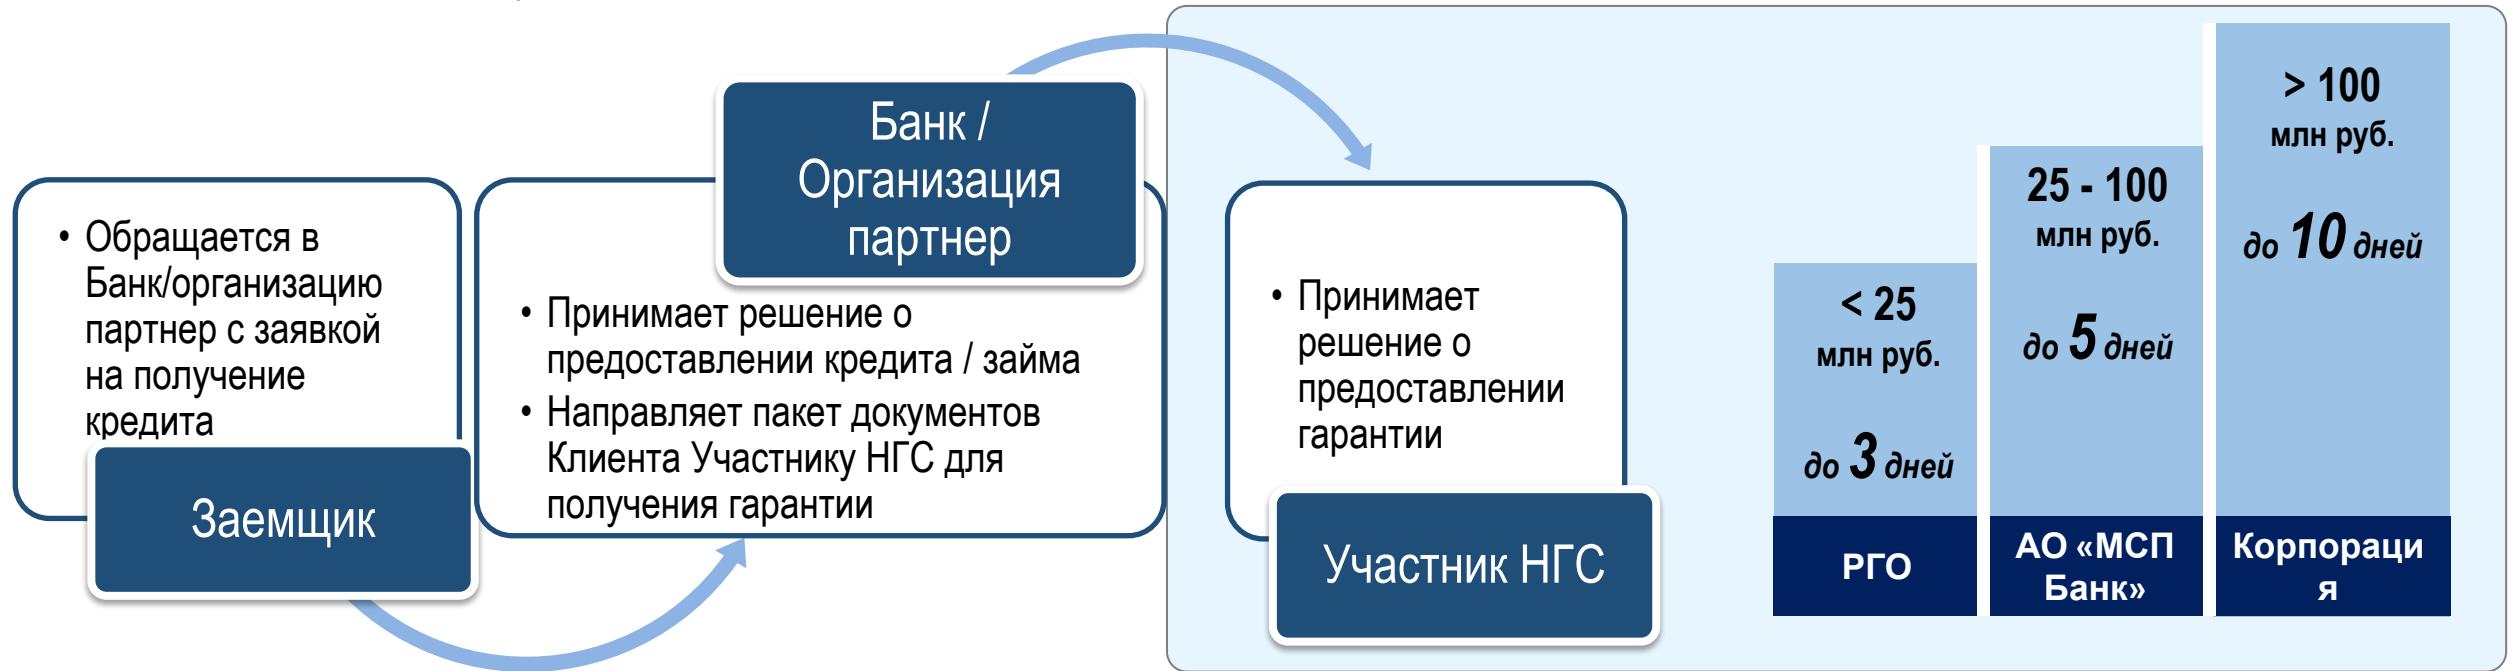 • Обращается в
Банк/организацию
партнер с заявкой
на получение
кредита
Заемщик
Банк /
Организация
партнер
• Принимает решение о
предоставлении кредита / займа
• Направляет пакет документов
Клиента Участнику НГС для
получения гарантии
• Принимает
решение о
предоставлении
гарантии
Участник НГС
< 25
млн руб.
до 3 дней
РГО
25 - 100
млн руб.
до 5 дней
АО «МСП
Банк»
> 100
млн руб.
до 10 дней
Корпораци
я